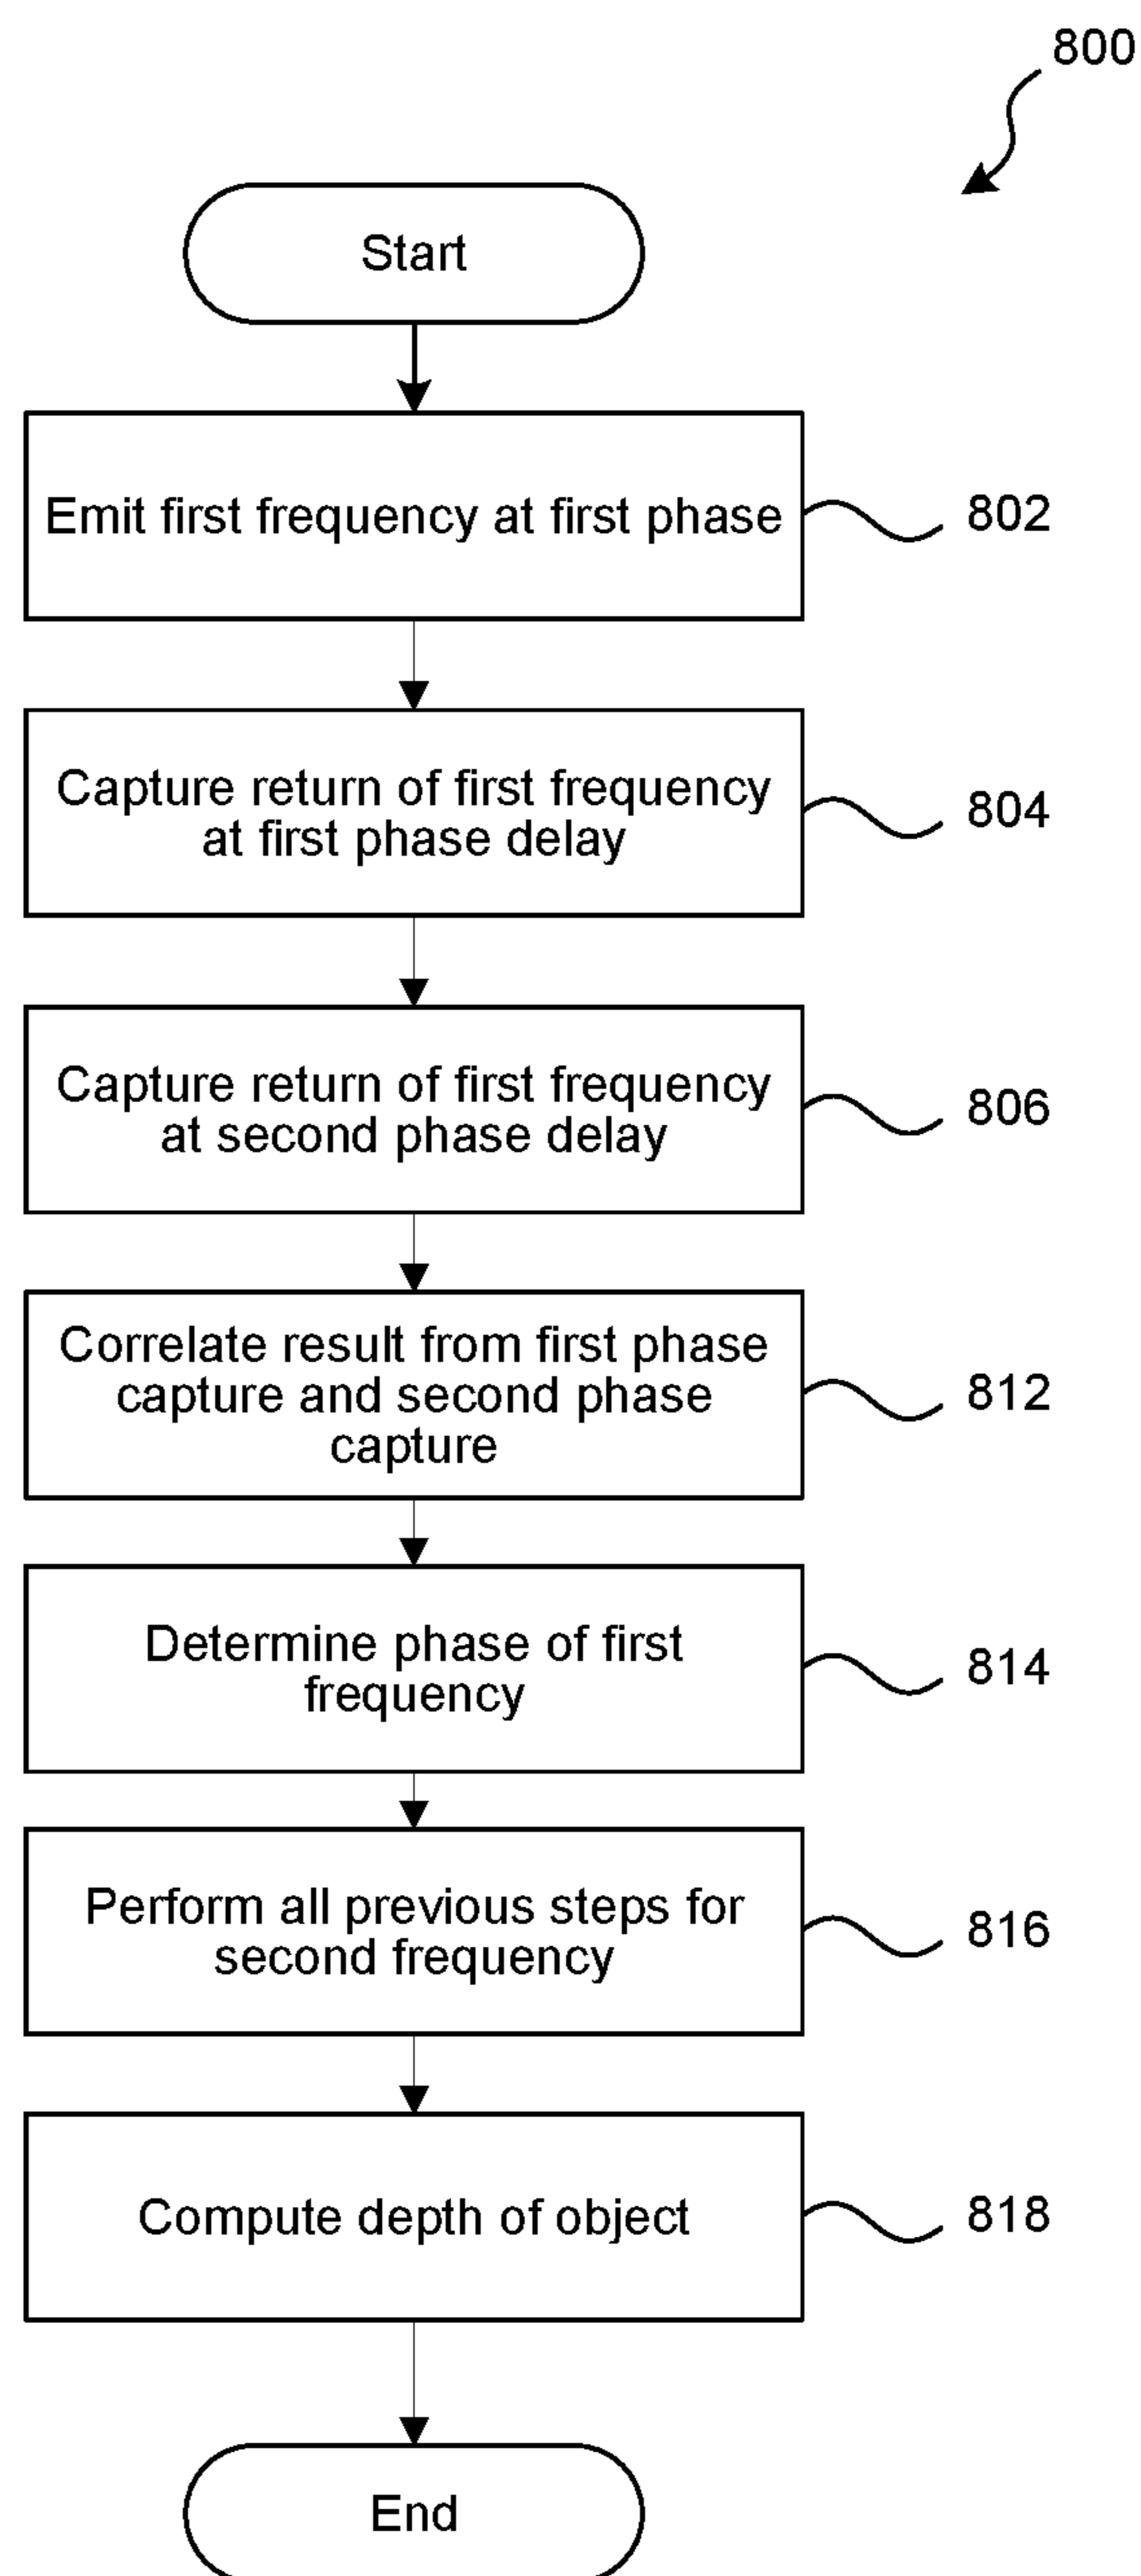 800
Start
Emit first frequency at first phase
802
Capture return of first frequency
at first phase delay
804
Capture return of first frequency
at second phase delay
806
Correlate result from first phase
capture and second phase
capture
812
Determine phase of first
frequency
814
Perform all previous steps for
second frequency
816
Compute depth of object
818
End